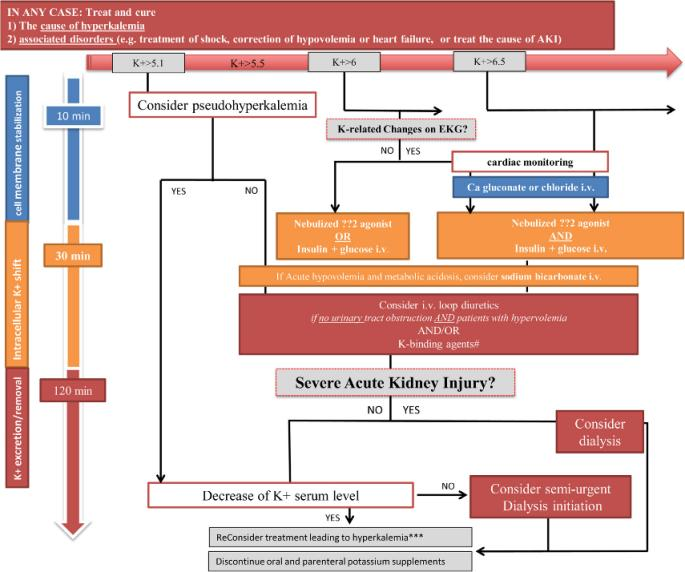 IN ANY CASE: Treat and cure
1) The cause of hyperkalemia
2) associated disorders (e.g. treatment of shock, correction of hypovolemia or heart failure, or treat the cause of AKI)
K+>5.1
K+>5.5
K+>6
K+>6.5
cell membrane stabilization
10 min
Consider pseudohyperkalemia
K-related Changes on EKG?
NO
YES
cardiac monitoring
YES
NO
Ca gluconate or chloride i.v.
Nebulized ??2 agonist
OR
Insulin + glucose i.v.
Nebulized ??2 agonist
AND
Insulin + glucose i.v.
Intracellular K+ shift
30 min
If Acute hypovolemia and metabolic acidosis, consider sodium bicarbonate i.v.
Consider i.v. loop diuretics
if no urinary tract obstruction AND patients with hypervolemia
AND/OR
K-binding agents#
K+ excretion/removal
120 min
Severe Acute Kidney Injury?
NO
YES
Consider
dialysis
Decrease of K+ serum level
NO
Consider semi-urgent
Dialysis initiation
YES
ReConsider treatment leading to hyperkalemia***
Discontinue oral and parenteral potassium supplements